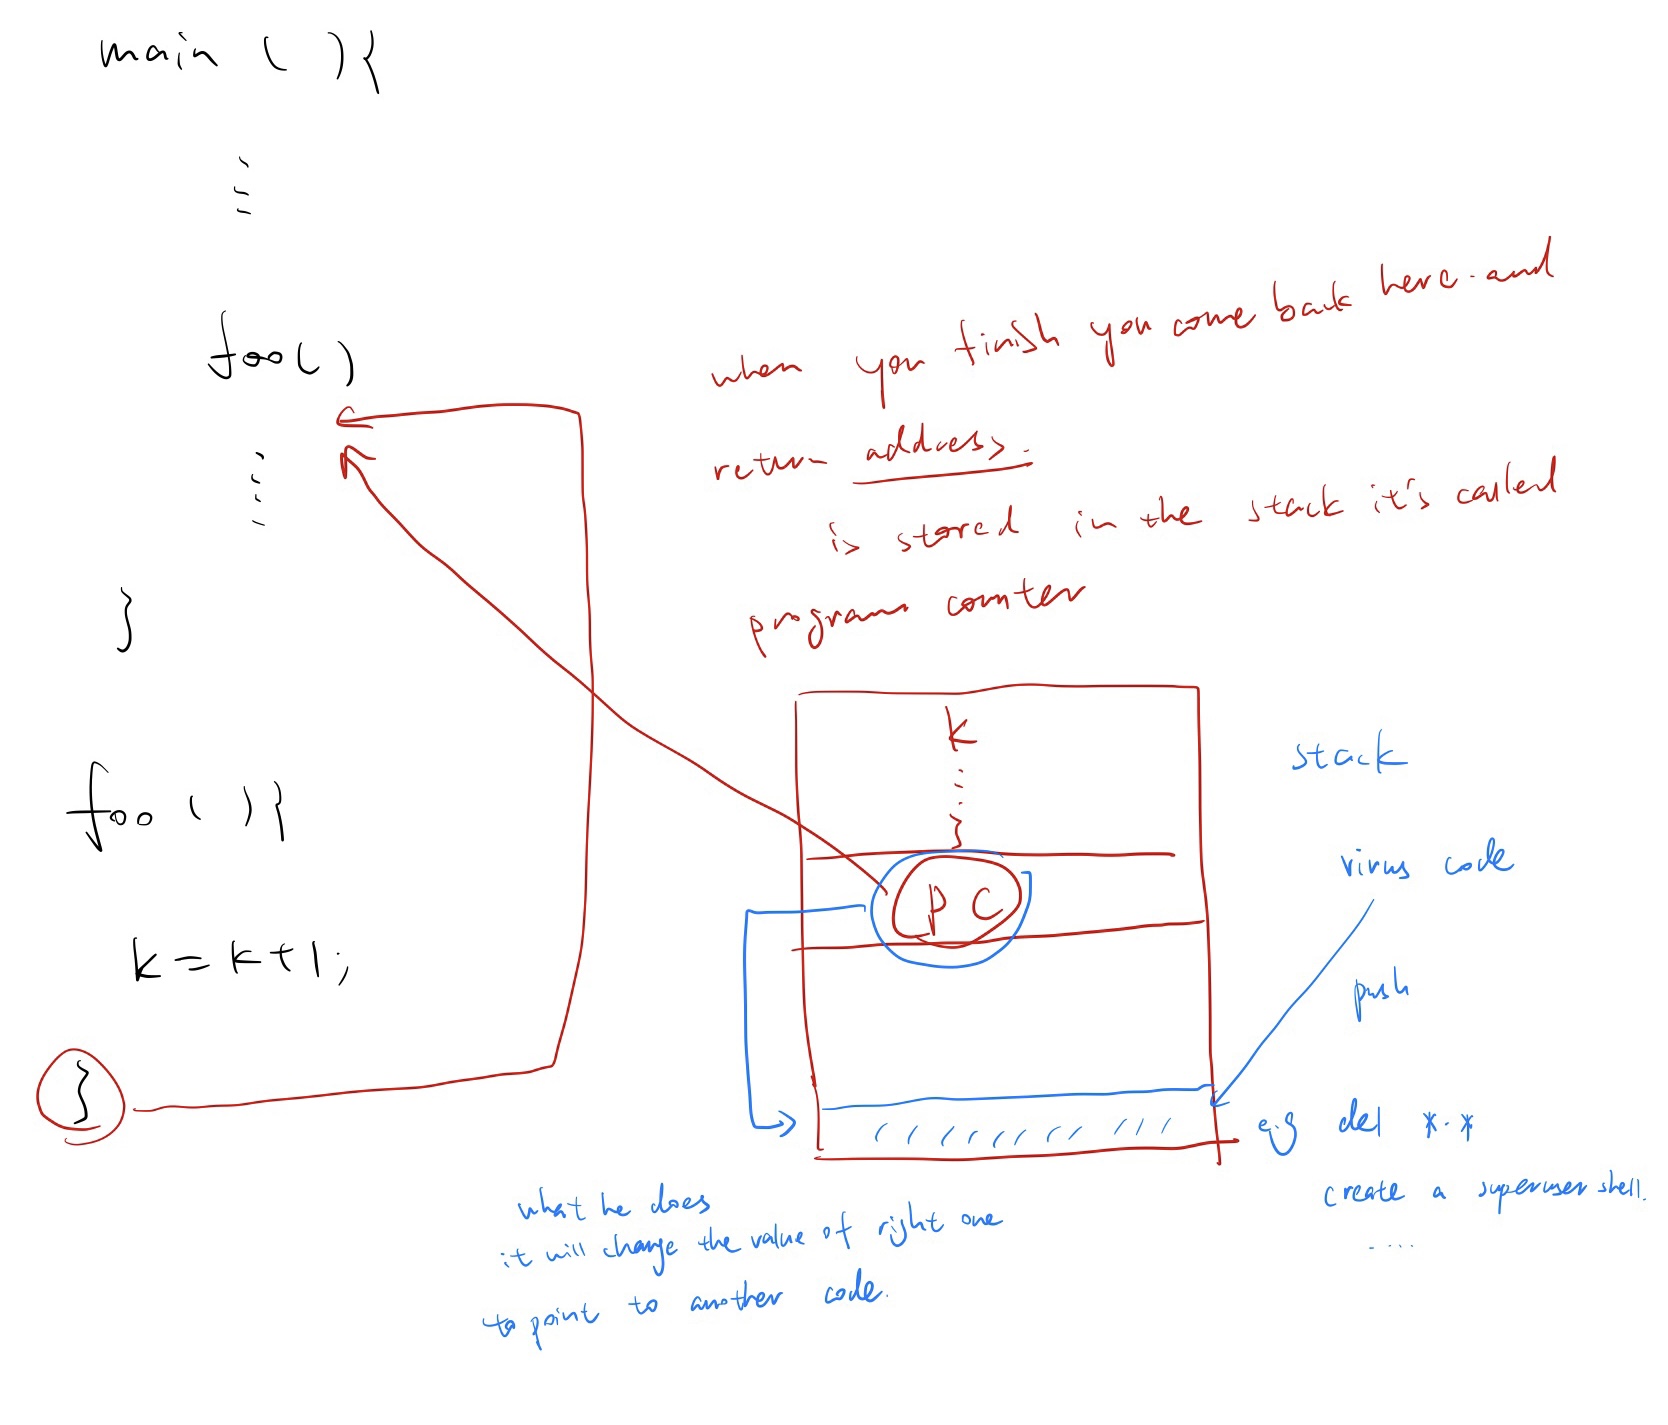 main ( ) {
foo ( )
}
foo ( ) {
k = k + 1 ;
}
when you finish you come back here and
return address.
is stored in the stack it's called
program counter
k
}
PC
stack
virus code
push
e.g del *.*
create a superuser shell.
....
what he does
it will change the value of right one
to point to another code.